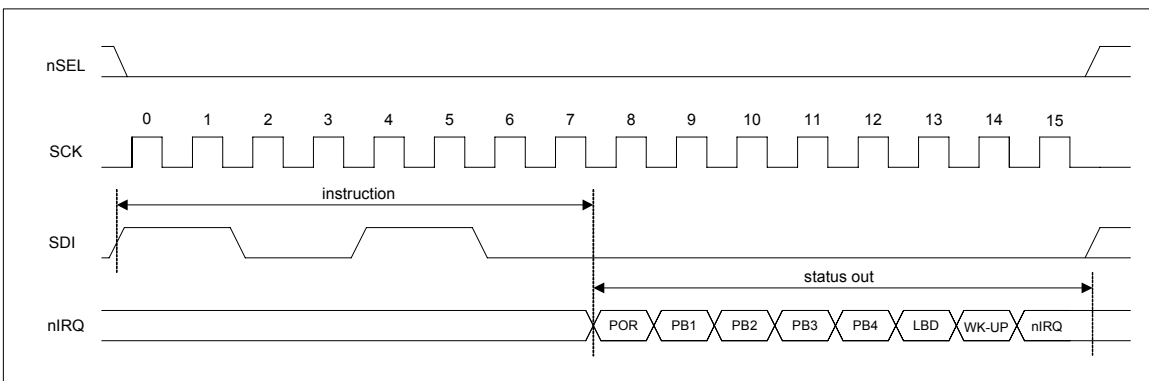 nSEL
0 1 2 3 4 5 6 7 8 9 10 11 12 13 14 15
SCK
instruction
SDI
status out
nIRQ POR PB1 PB2 PB3 PB4 LBD WK-UP nIRQ